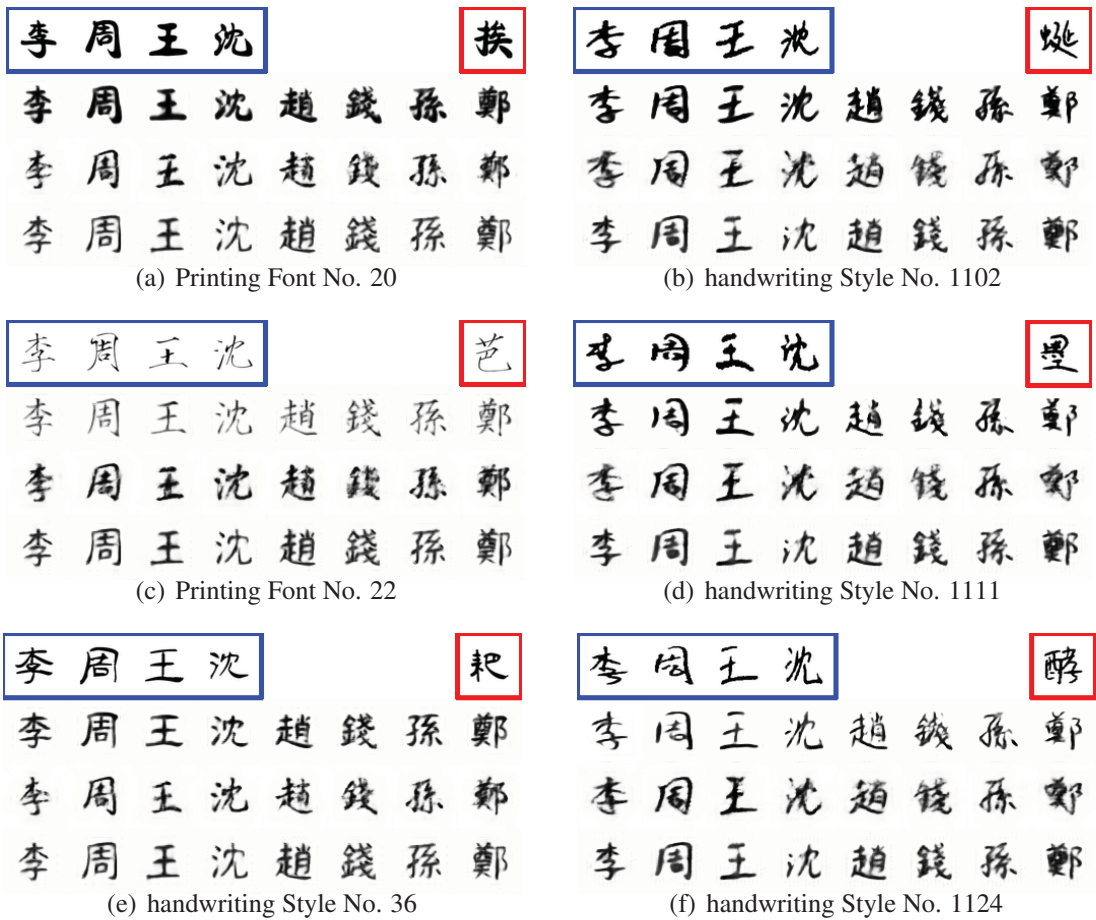 李 周 王 沈 挨
李 周 王 沈 趙 錢 孫 鄭
李 周 王 沈 趙 錢 孫 鄭
李 周 王 沈 趙 錢 孫 鄭
(a) Printing Font No. 20
李 周 王 沈 蜒
李 周 王 沈 趙 錢 孫 鄭
李 周 王 沈 趙 錢 孫 鄭
李 周 王 沈 趙 錢 孫 鄭
(b) handwriting Style No. 1102
李 周 王 沈 芭
李 周 王 沈 趙 錢 孫 鄭
李 周 王 沈 趙 錢 孫 鄭
李 周 王 沈 趙 錢 孫 鄭
(c) Printing Font No. 22
李 周 王 沈
李 周 王 沈 趙 錢 孫 鄭
李 周 王 沈 趙 錢 孫 鄭
李 周 王 沈 趙 錢 孫 鄭
(d) handwriting Style No. 1111
李 周 王 沈 耙
李 周 王 沈 趙 錢 孫 鄭
李 周 王 沈 趙 錢 孫 鄭
李 周 王 沈 趙 錢 孫 鄭
(e) handwriting Style No. 36
李 周 王 沈 酵
李 周 王 沈 趙 錢 孫 鄭
李 周 王 沈 趙 錢 孫 鄭
李 周 王 沈 趙 錢 孫 鄭
(f) handwriting Style No. 1124